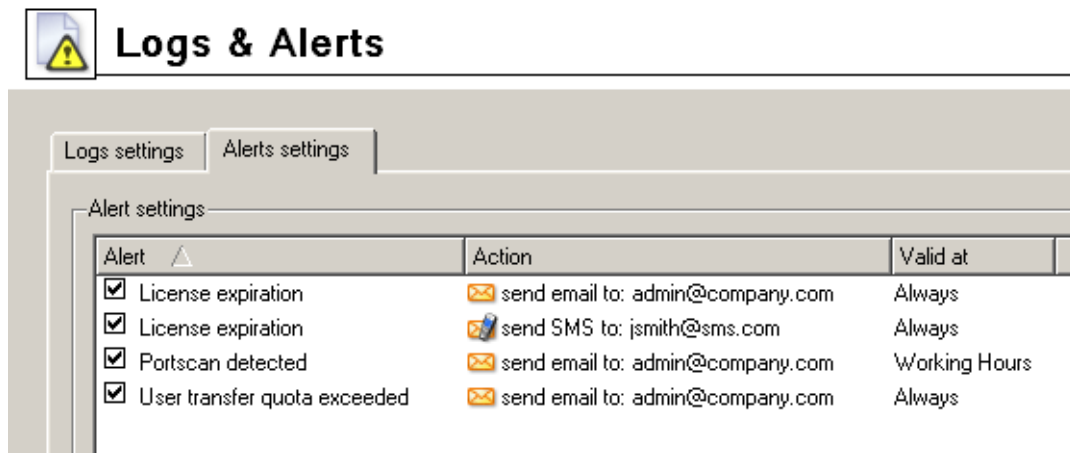 Logs & Alerts
Logs settings Alerts settings
Alert settings
Alert Action Valid at
License expiration send email to: admin@company.com Always
License expiration send SMS to: jsmith@sms.com Always
Portscan detected send email to: admin@company.com Working Hours
User transfer quota exceeded send email to: admin@company.com Always